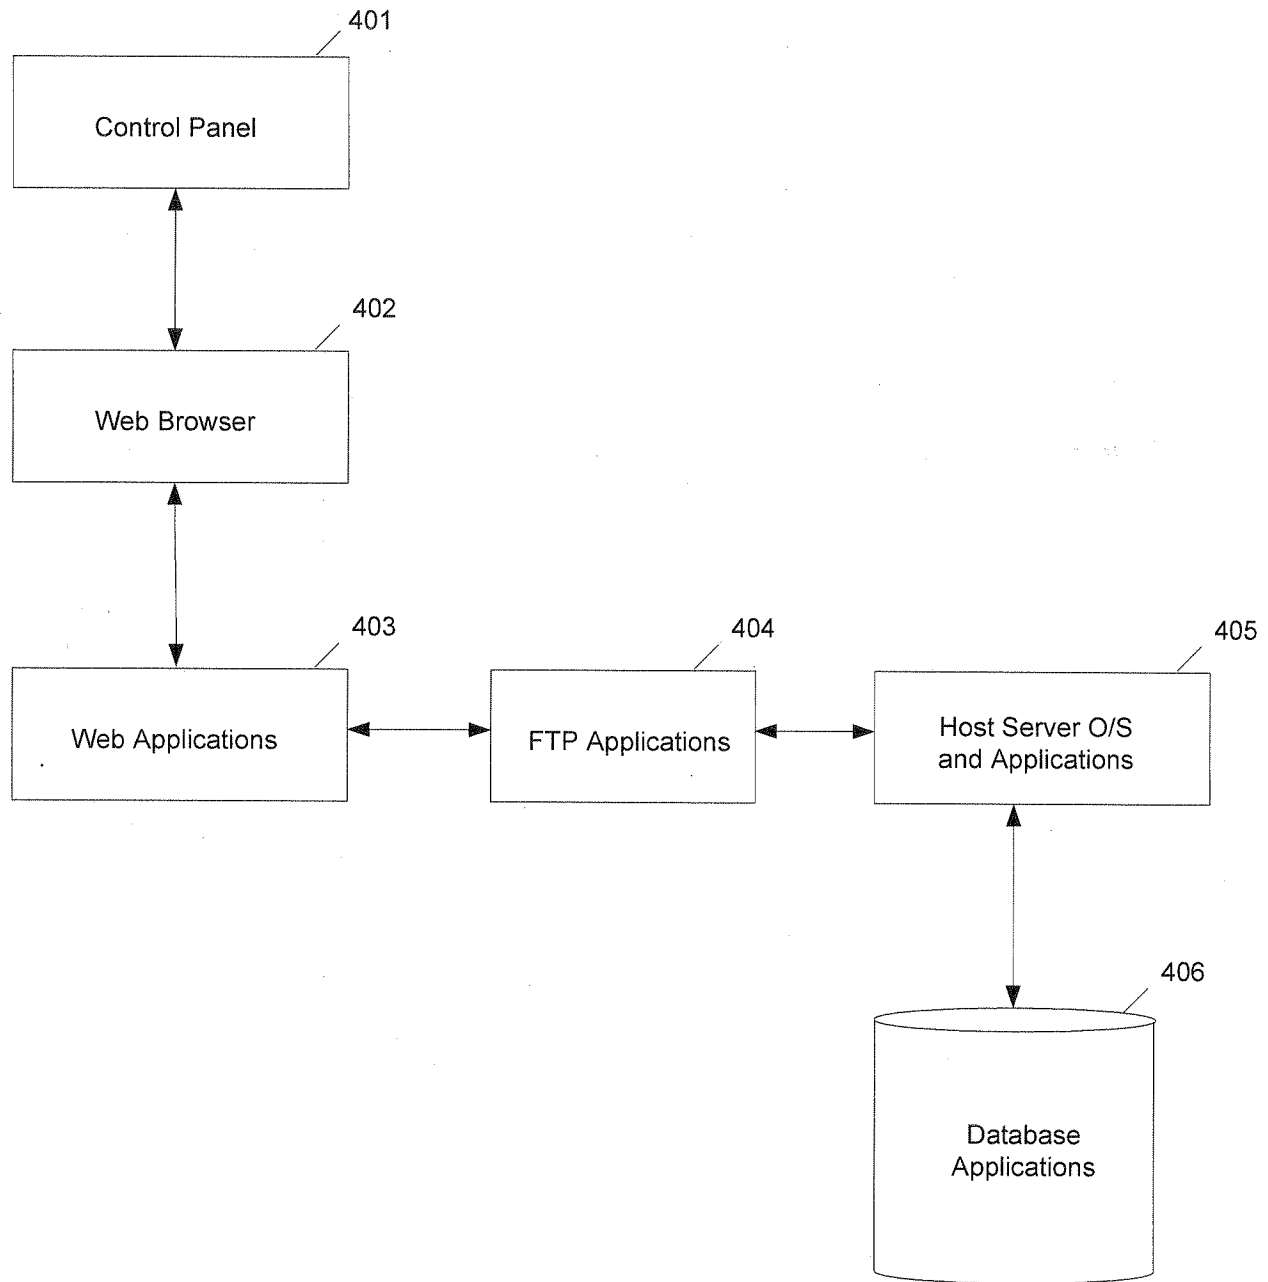 401
Control Panel
402
Web Browser
403
404
405
Web Applications
FTP Applications
Host Server O/S
and Applications
406
Database
Applications